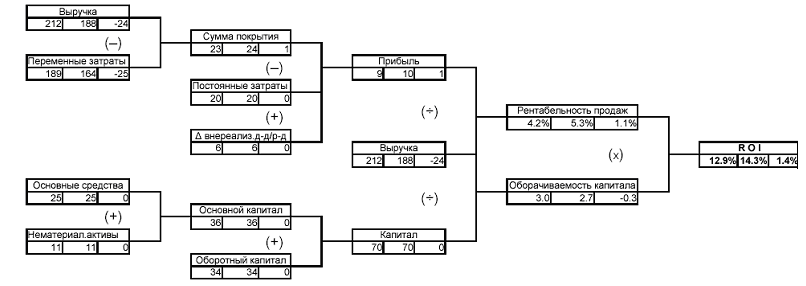 Выручка
212 188 -24
(–)
Переменные затраты
189 164 -25
Сумма покрытия
23 24 1
(–)
Постоянные затраты
20 20 0
(+)
Δ внереализ.д-д/р-д
6 6 0
Прибыль
9 10 1
(÷)
Выручка
212 188 -24
(÷)
Капитал
70 70 0
Рентабельность продаж
4.2% 5.3% 1.1%
(x)
Оборачиваемость капитала
3.0 2.7 -0.3
R O I
12.9% 14.3% 1.4%
Основные средства
25 25 0
(+)
Нематериал.активы
11 11 0
Основной капитал
36 36 0
(+)
Оборотный капитал
34 34 0